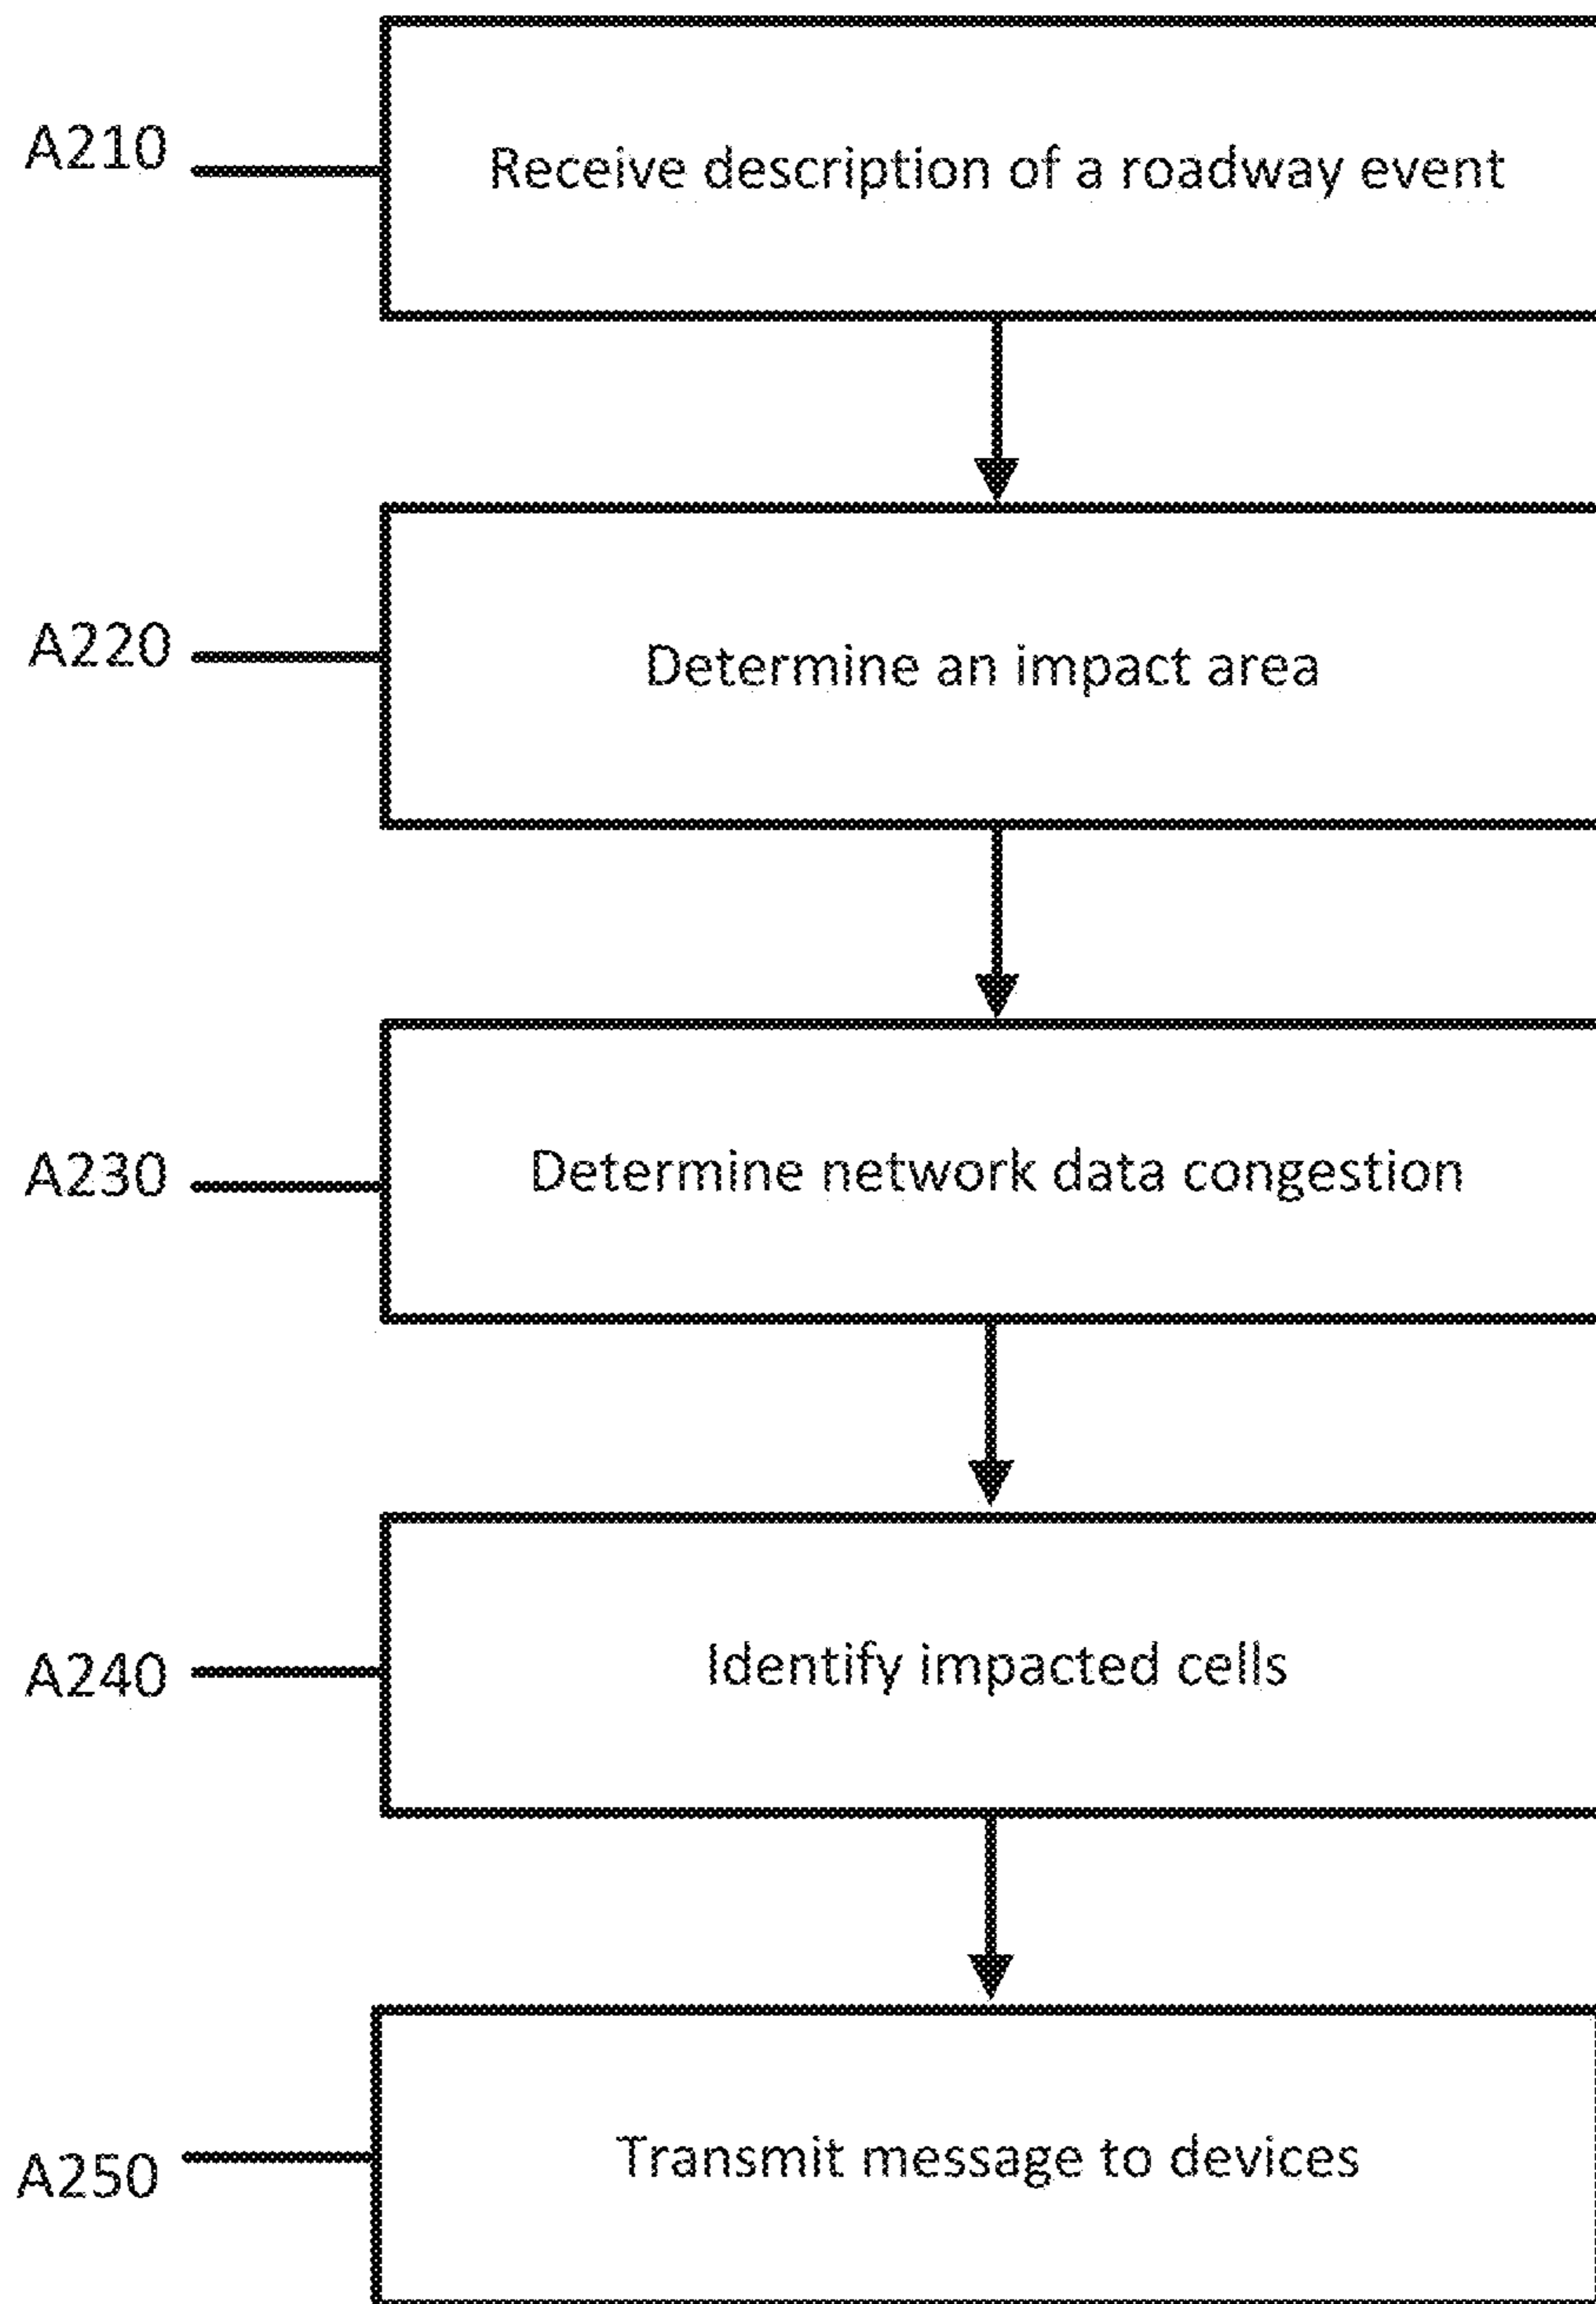 A210
Receive description of a roadway event
A220
Determine an impact area
A230
Determine network data congestion
A240
Identify impacted cells
A250
Transmit message to devices